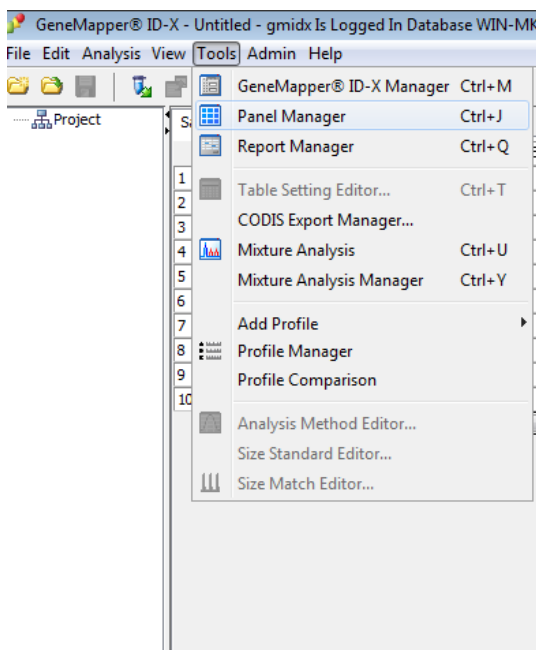 GeneMapper® ID-X - Untitled - gmidx Is Logged In Database WIN-MK
File Edit Analysis View Tools Admin Help
Project
GeneMapper® ID-X Manager Ctrl+M
Panel Manager Ctrl+J
Report Manager Ctrl+Q
Table Setting Editor... Ctrl+T
CODIS Export Manager...
Mixture Analysis Ctrl+U
Mixture Analysis Manager Ctrl+Y
Add Profile
Profile Manager
Profile Comparison
Analysis Method Editor...
Size Standard Editor...
Size Match Editor...
1
2
3
4
5
6
7
8
9
10